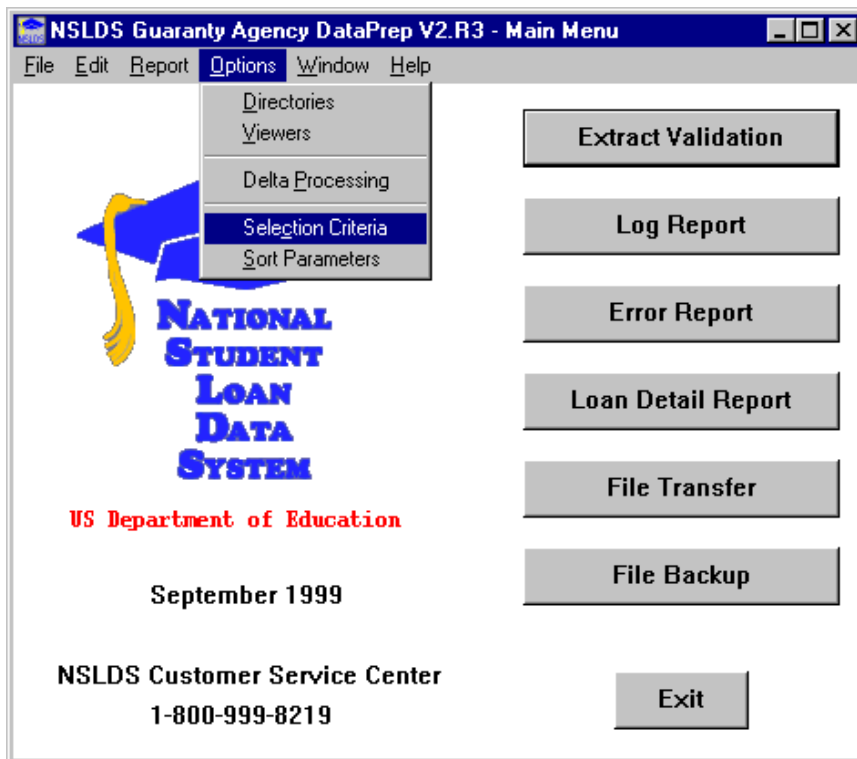 NSLDS Guaranty Agency DataPrep V2.R3 - Main Menu
File Edit Report Options Window Help
Directories
Viewers
Delta Processing
Selection Criteria
Sort Parameters
NATIONAL
STUDENT
LOAN
DATA
SYSTEM
US Department of Education
September 1999
NSLDS Customer Service Center
1-800-999-8219
Extract Validation
Log Report
Error Report
Loan Detail Report
File Transfer
File Backup
Exit